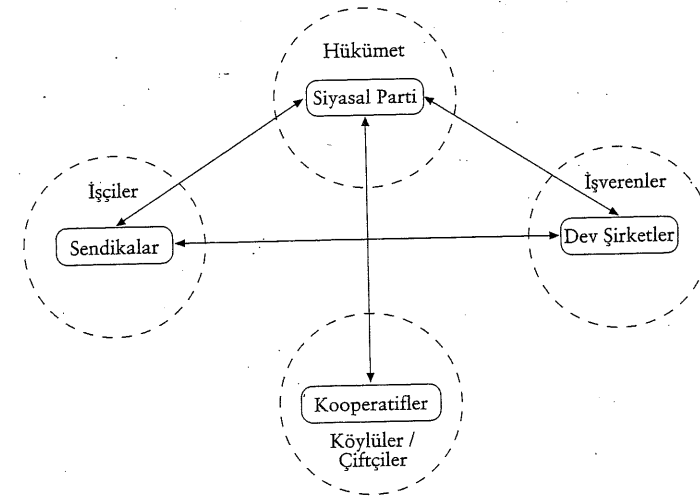 Hükümet
Siyasal Parti
İşçiler
Sendikalar
İşverenler
Dev Şirketler
Kooperatifler
Köylüler /
Çiftçiler